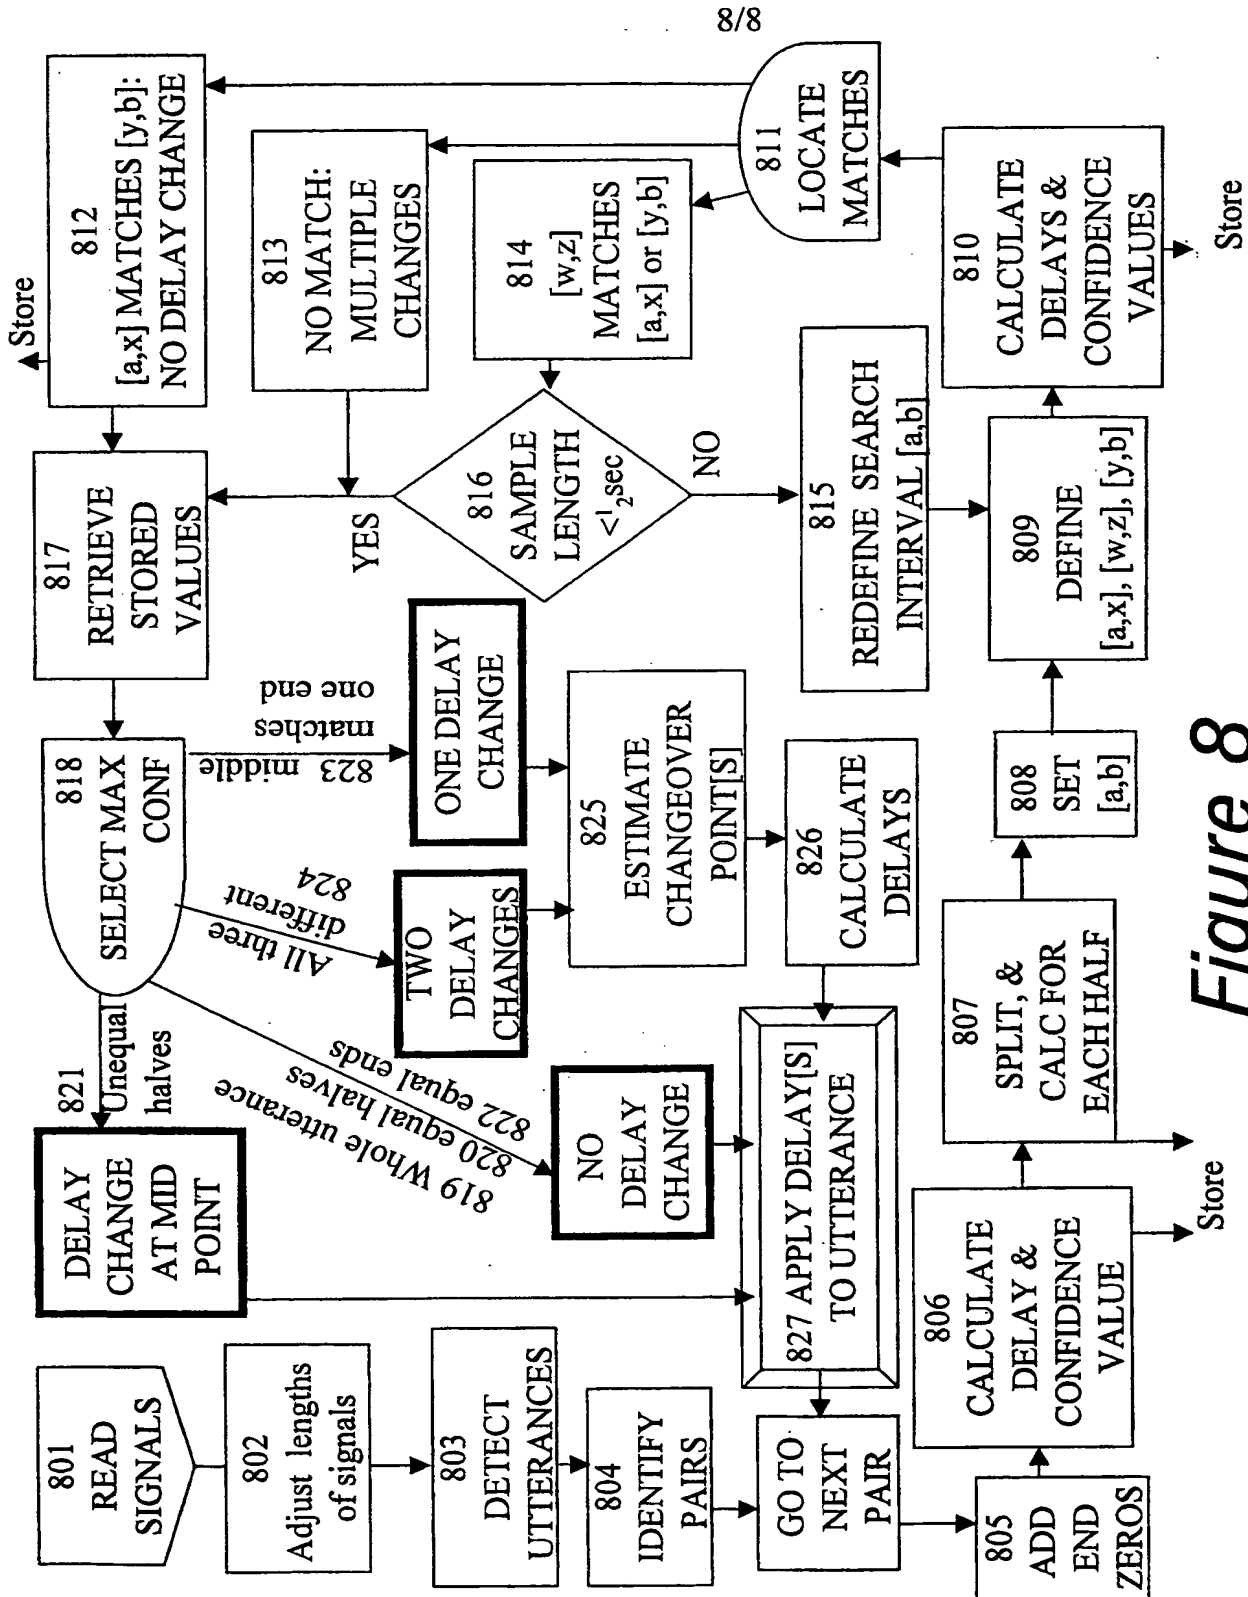 8/8
801
READ
SIGNALS
802
Adjust lengths
of signals
803
DETECT
UTTERANCES
804
IDENTIFY
PAIRS
GO TO
NEXT
PAIR
805
ADD
END
ZEROS
806
CALCULATE
DELAY &
CONFIDENCE
VALUE
Store
807
SPLIT, &
CALC FOR
EACH HALF
808
SET
[a,b]
809
DEFINE
[a,x], [w,z], [y,b]
810
CALCULATE
DELAYS &
CONFIDENCE
VALUES
Store
811
LOCATE
MATCHES
812
[a,x] MATCHES [y,b]:
NO DELAY CHANGE
Store
813
NO MATCH:
MULTIPLE
CHANGES
814
[w,z]
MATCHES
[a,x] or [y,b]
816
SAMPLE
LENGTH
<½sec
YES
NO
815
REDEFINE SEARCH
INTERVAL [a,b]
817
RETRIEVE
STORED
VALUES
818
SELECT MAX
CONF
821
Unequal
halves
DELAY
CHANGE
AT MID
POINT
819 Whole utterance
820 equal halves
822 equal ends
NO
DELAY
CHANGE
All three
different
824
TWO
DELAY
CHANGES
823 middle
matches
one end
ONE DELAY
CHANGE
825
ESTIMATE
CHANGEOVER
POINT[S]
826
CALCULATE
DELAYS
827 APPLY DELAY[S]
TO UTTERANCE
Figure 8